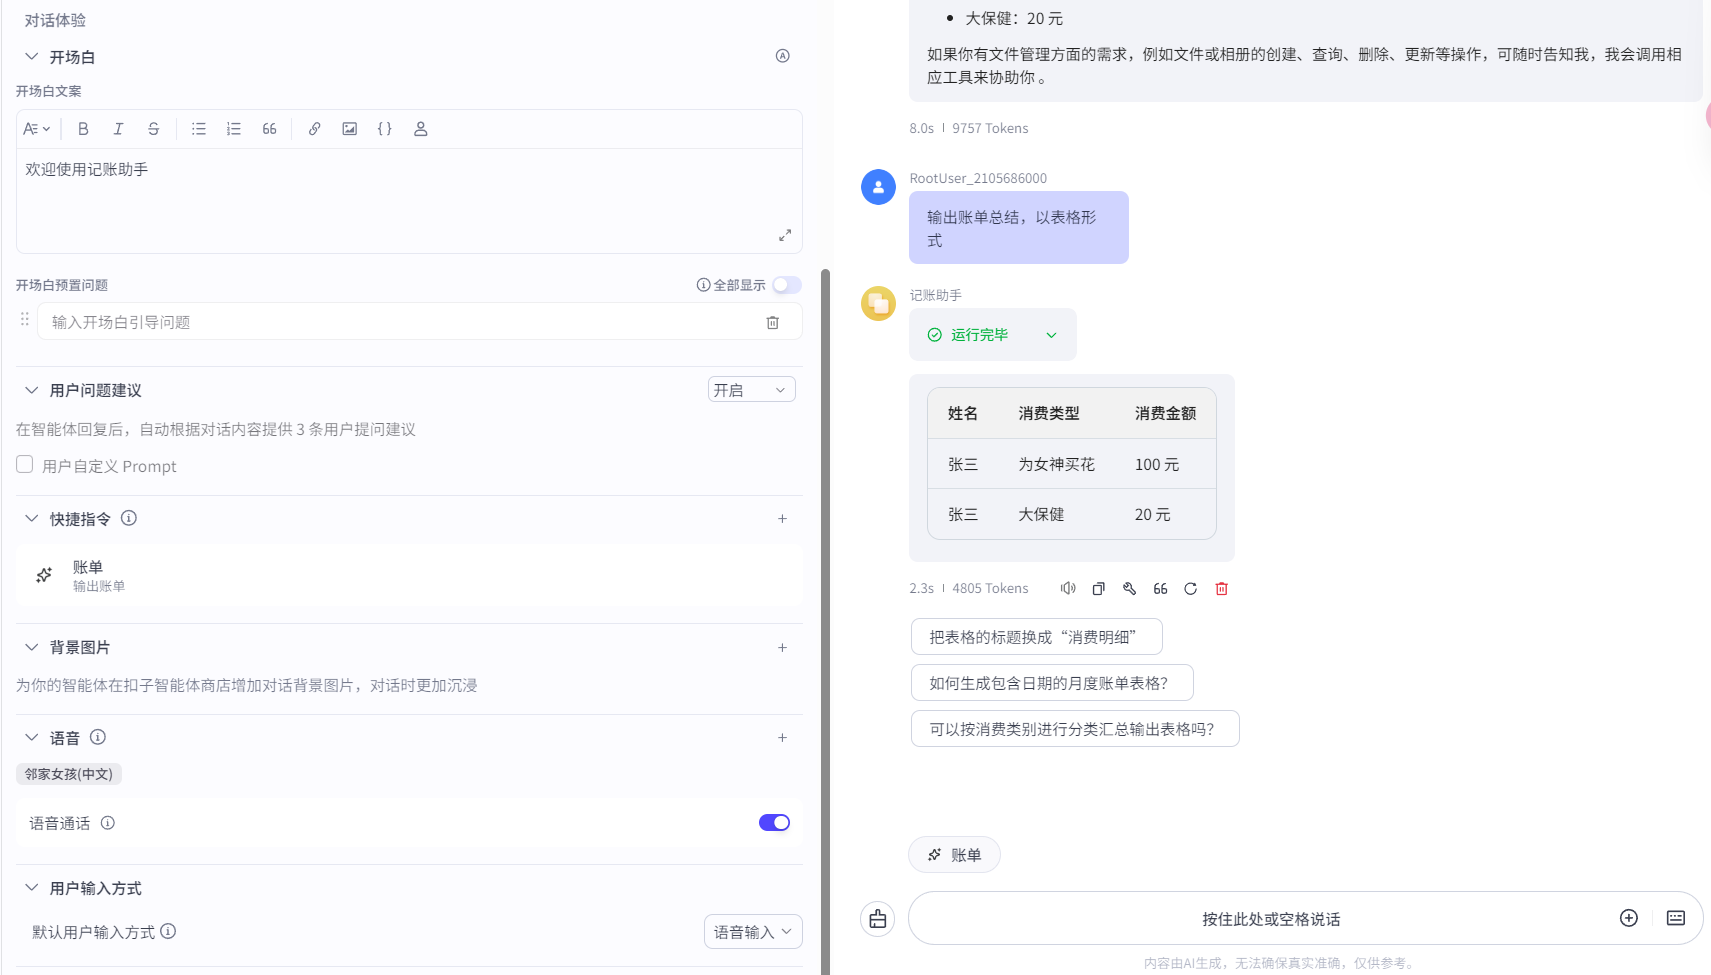 对话体验
开场白
开场白文案
欢迎使用记账助手
开场白预置问题
全部显示
输入开场白引导问题
用户问题建议
开启
在智能体回复后，自动根据对话内容提供 3 条用户提问建议
用户自定义 Prompt
快捷指令
账单
输出账单
背景图片
为你的智能体在扣子智能体商店增加对话背景图片，对话时更加沉浸
语音
邻家女孩(中文)
语音通话
用户输入方式
默认用户输入方式
语音输入
• 大保健：20 元
如果你有文件管理方面的需求，例如文件或相册的创建、查询、删除、更新等操作，可随时告知我，我会调用相
应工具来协助你 。
8.0s | 9757 Tokens
RootUser_2105686000
输出账单总结，以表格形
式
记账助手
运行完毕
姓名 消费类型 消费金额
张三 为女神买花 100 元
张三 大保健 20 元
2.3s | 4805 Tokens
把表格的标题换成“消费明细”
如何生成包含日期的月度账单表格？
可以按消费类别进行分类汇总输出表格吗？
账单
按住此处或空格说话
内容由AI生成，无法确保真实准确，仅供参考。